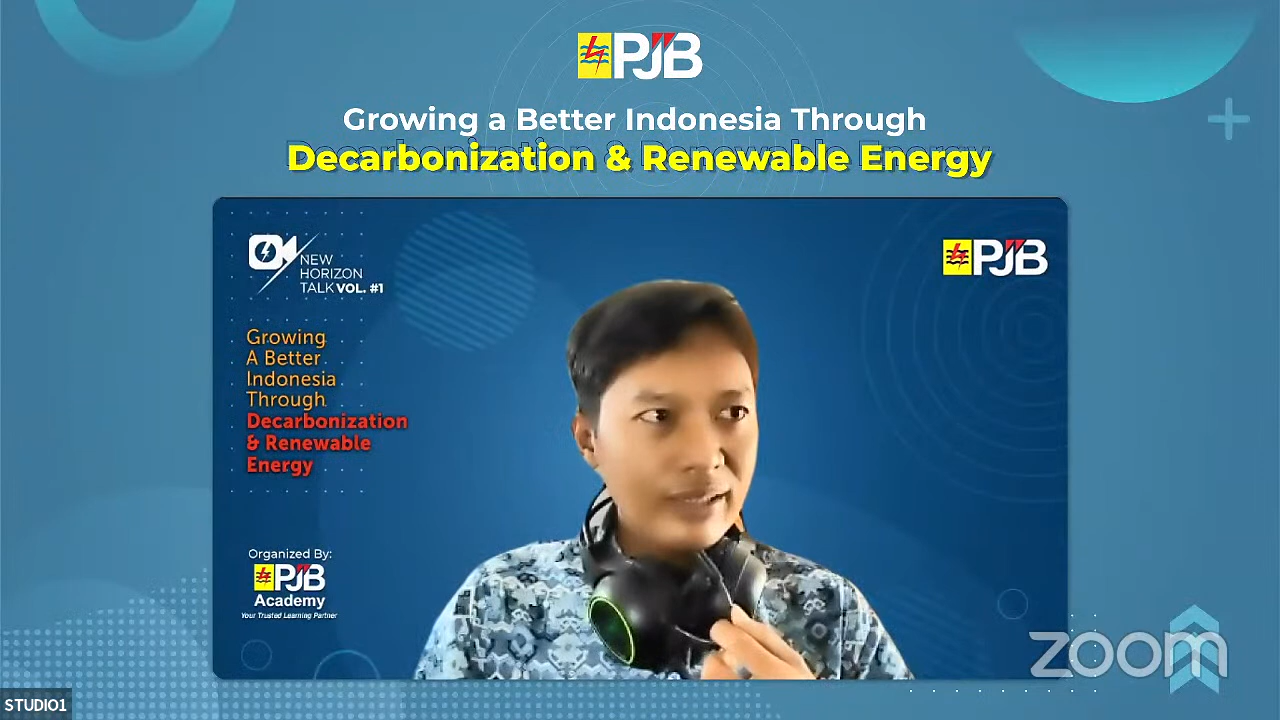 PJB
Growing a Better Indonesia Through
Decarbonization & Renewable Energy
NEW
HORIZON
TALK VOL. #1
PJB
Growing
A Better
Indonesia
Through
Decarbonization
& Renewable
Energy
Organized By:
PJB
Academy
Your Trusted Learning Partner
zoom
STUDIO1